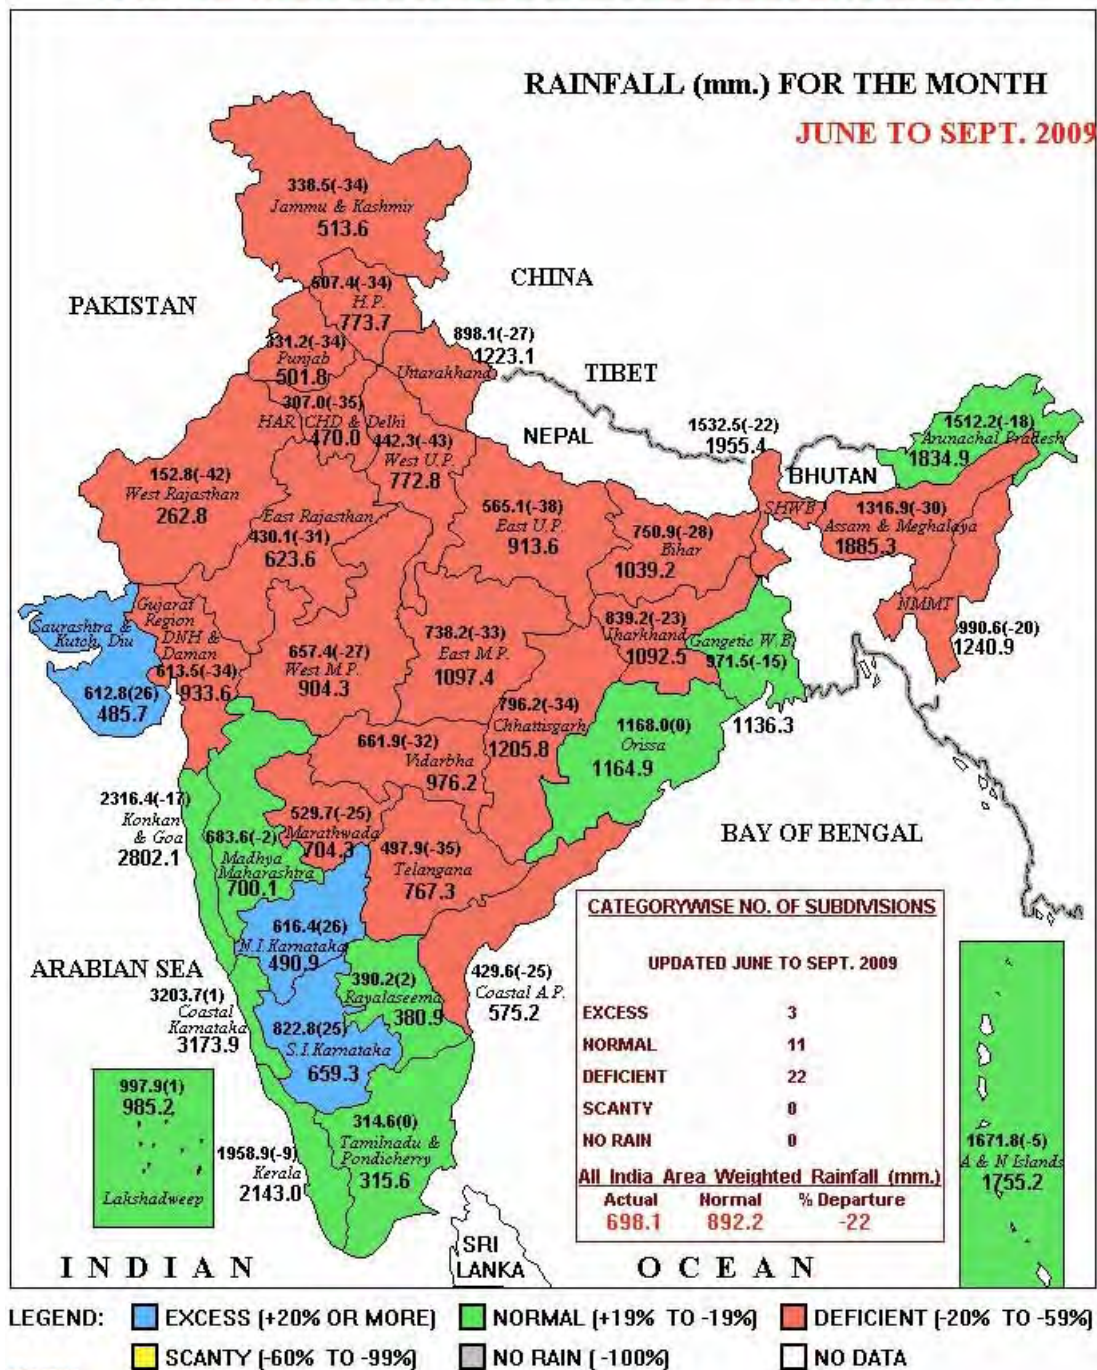 RAINFALL (mm.) FOR THE MONTH
JUNE TO SEPT. 2009
338.5(-34)
Jammu & Kashmir
513.6
CHINA
PAKISTAN
507.4(-34)
H.P.
773.7
331.2(-34)
Punjab
501.8
898.1(-27)
1223.1
Uttarakhand
TIBET
NEPAL
BHUTAN
307.0(-35)
HAR, CHD & Delhi
470.0
442.3(-43)
West U.P.
772.8
1532.5(-22)
1955.4
SHWB
1512.2(-18)
Arunachal Pradesh
1834.9
152.8(-42)
West Rajasthan
262.8
East Rajasthan
430.1(-31)
623.6
565.1(-38)
East U.P.
913.6
750.9(-28)
Bihar
1039.2
1316.9(-30)
Assam & Meghalaya
1885.3
NMMT
990.6(-20)
1240.9
Saurashtra &
Kutch, Diu
612.8(26)
485.7
Gujarat
Region
DNH &
Daman
613.5(-34)
933.6
657.4(-27)
West M.P.
904.3
738.2(-33)
East M.P.
1097.4
839.2(-23)
Jharkhand
1092.5
Gangetic W.B.
971.5(-15)
1136.3
796.2(-34)
Chhattisgarh
1205.8
1168.0(0)
Orissa
1164.9
661.9(-32)
Vidarbha
976.2
2316.4(-17)
Konkan
& Goa
2802.1
683.6(-2)
Madhya
Maharashtra
700.1
529.7(-25)
Marathwada
704.3
497.9(-35)
Telangana
767.3
BAY OF BENGAL
616.4(26)
N.I.Karnataka
490.9
ARABIAN SEA
3203.7(1)
Coastal
Karnataka
3173.9
390.2(2)
Rayalaseema
380.9
429.6(-25)
Coastal A.P.
575.2
822.8(25)
S.I.Karnataka
659.3
997.9(1)
985.2
Lakshadweep
1958.9(-9)
Kerala
2143.0
314.6(0)
Tamilnadu &
Pondicherry
315.6
CATEGORYWISE NO. OF SUBDIVISIONS
UPDATED JUNE TO SEPT. 2009
EXCESS 3
NORMAL 11
DEFICIENT 22
SCANTY 0
NO RAIN 0
All India Area Weighted Rainfall (mm.)
Actual Normal % Departure
698.1 892.2 -22
1671.8(-5)
A & N Islands
1755.2
SRI
LANKA
INDIAN OCEAN
LEGEND: EXCESS (+20% OR MORE) NORMAL (+19% TO -19%) DEFICIENT (-20% TO -59%)
SCANTY (-60% TO -99%) NO RAIN (-100%) NO DATA